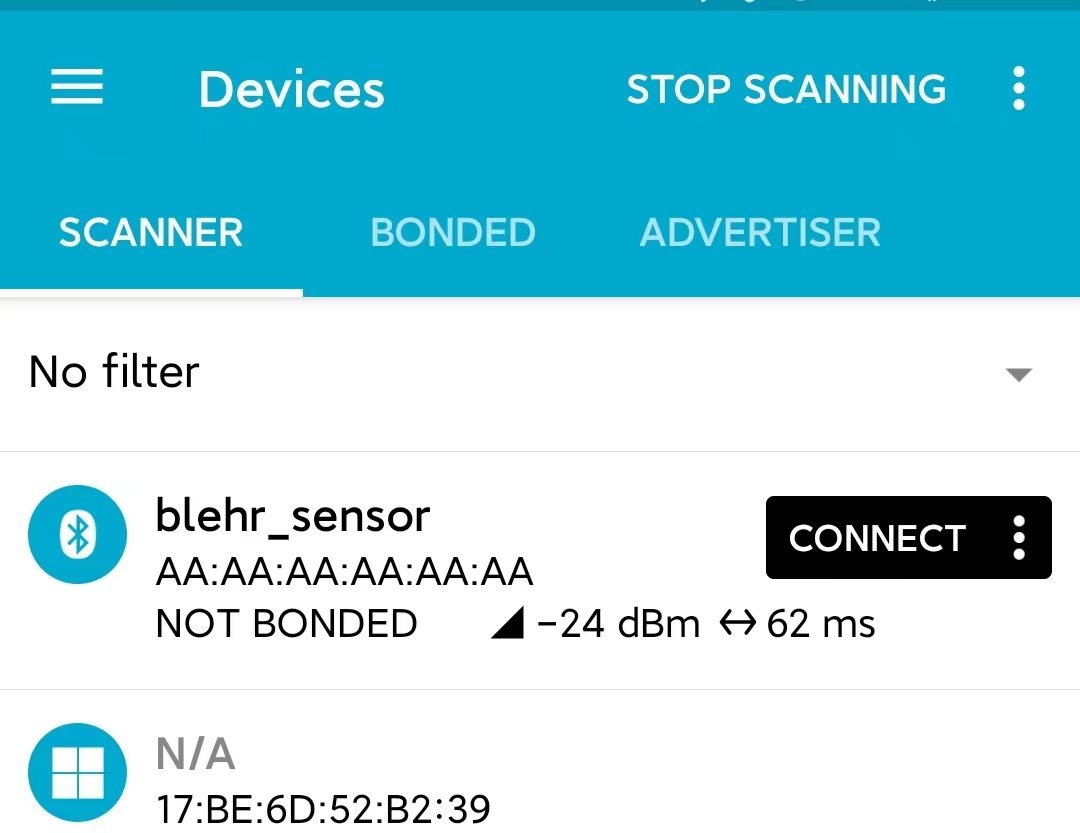 Devices STOP SCANNING
SCANNER BONDED ADVERTISER
No filter
blehr_sensor
CONNECT
AA:AA:AA:AA:AA:AA
NOT BONDED -24 dBm ↔ 62 ms
N/A
17:BE:6D:52:B2:39